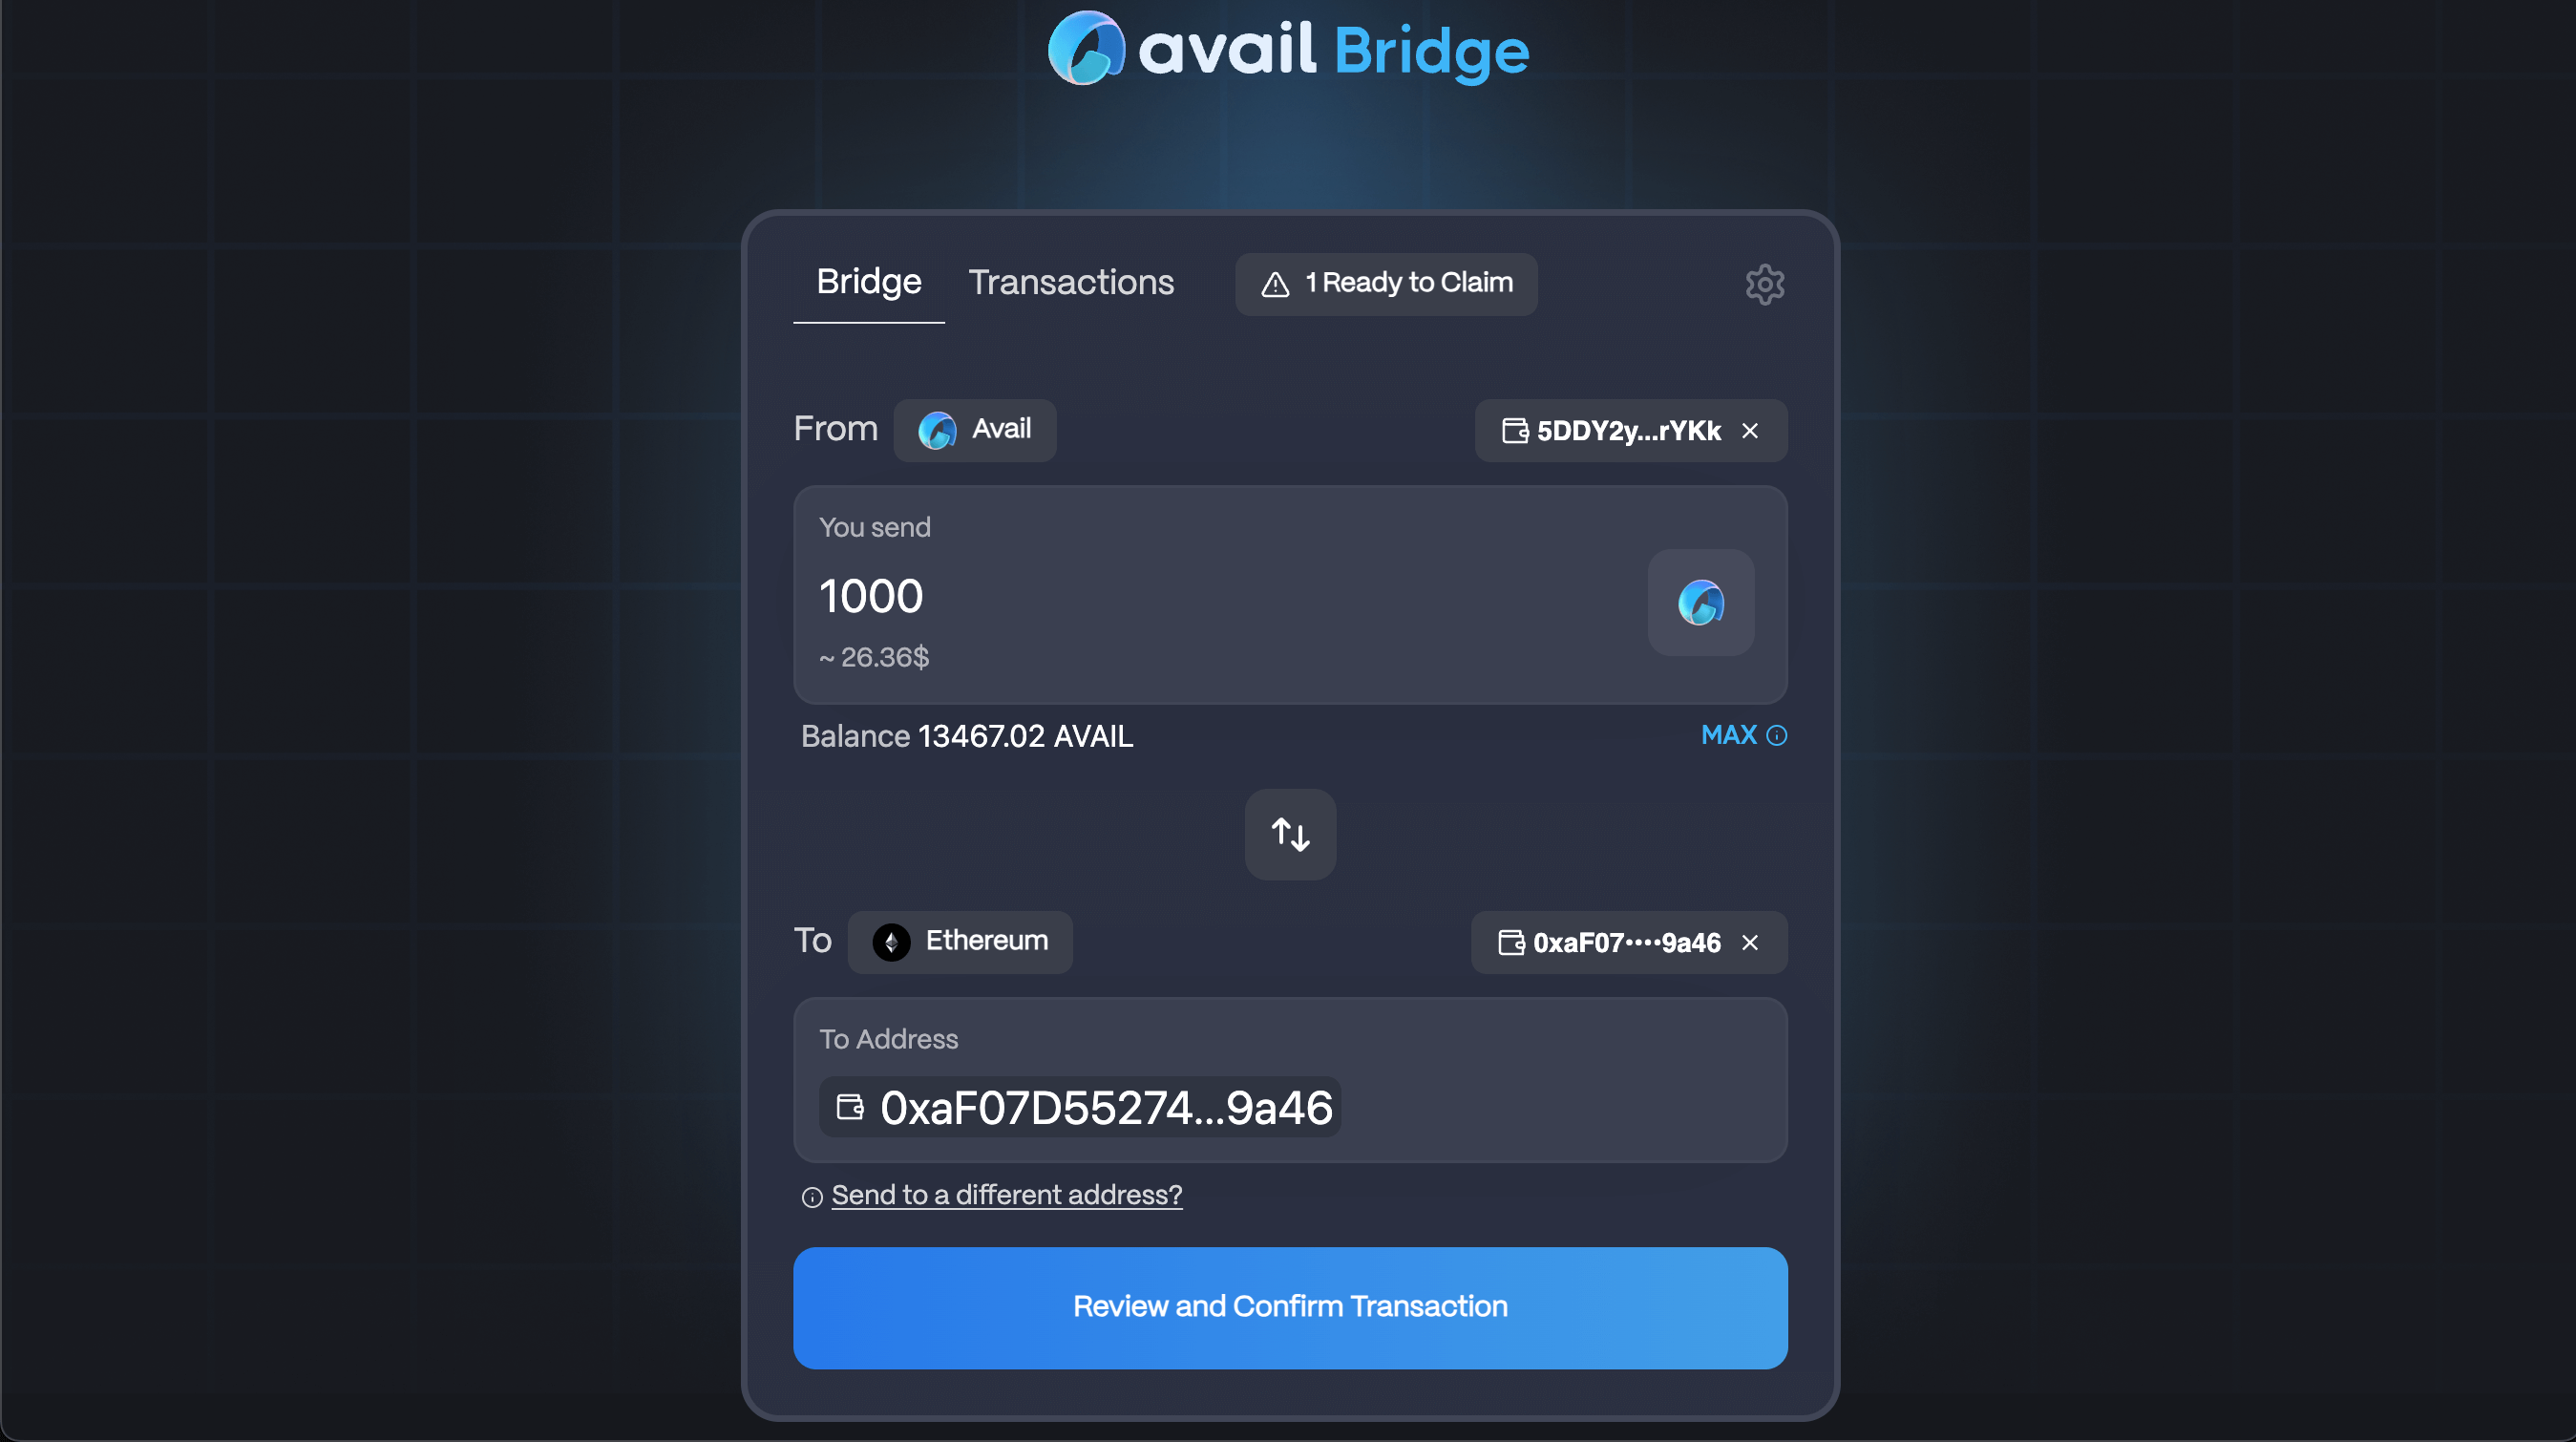 avail Bridge
Bridge Transactions 1 Ready to Claim
From Avail 5DDY2y...rYKk ×
You send
1000
~ 26.36$
Balance 13467.02 AVAIL MAX
To Ethereum 0xaF07••••9a46 ×
To Address
0xaF07D55274...9a46
Send to a different address?
Review and Confirm Transaction